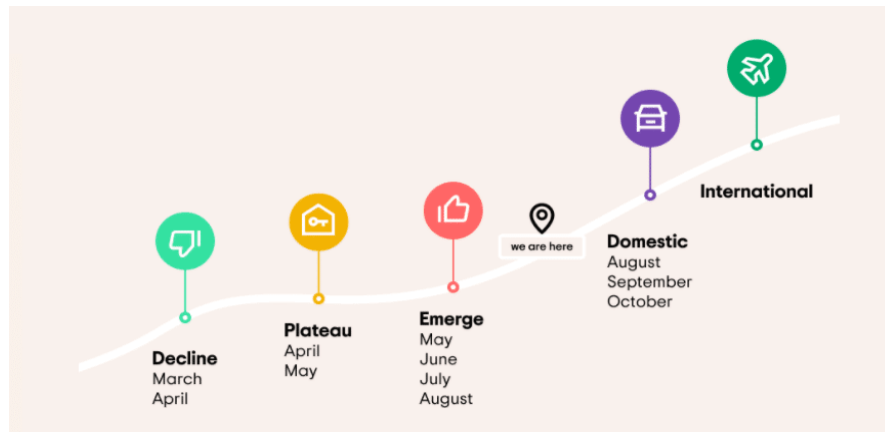 Decline
March
April
Plateau
April
May
Emerge
May
June
July
August
we are here
Domestic
August
September
October
International